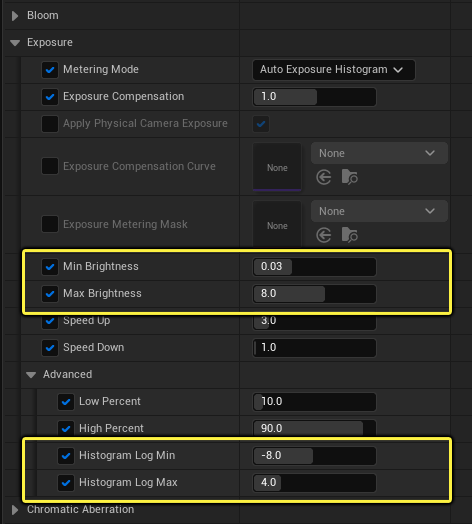 Bloom
Exposure
Metering Mode Auto Exposure Histogram
Exposure Compensation 1.0
Apply Physical Camera Exposure
Exposure Compensation Curve None None
Exposure Metering Mask None None
Min Brightness 0.03
Max Brightness 8.0
Speed Up 3.0
Speed Down 1.0
Advanced
Low Percent 10.0
High Percent 90.0
Histogram Log Min -8.0
Histogram Log Max 4.0
Chromatic Aberration